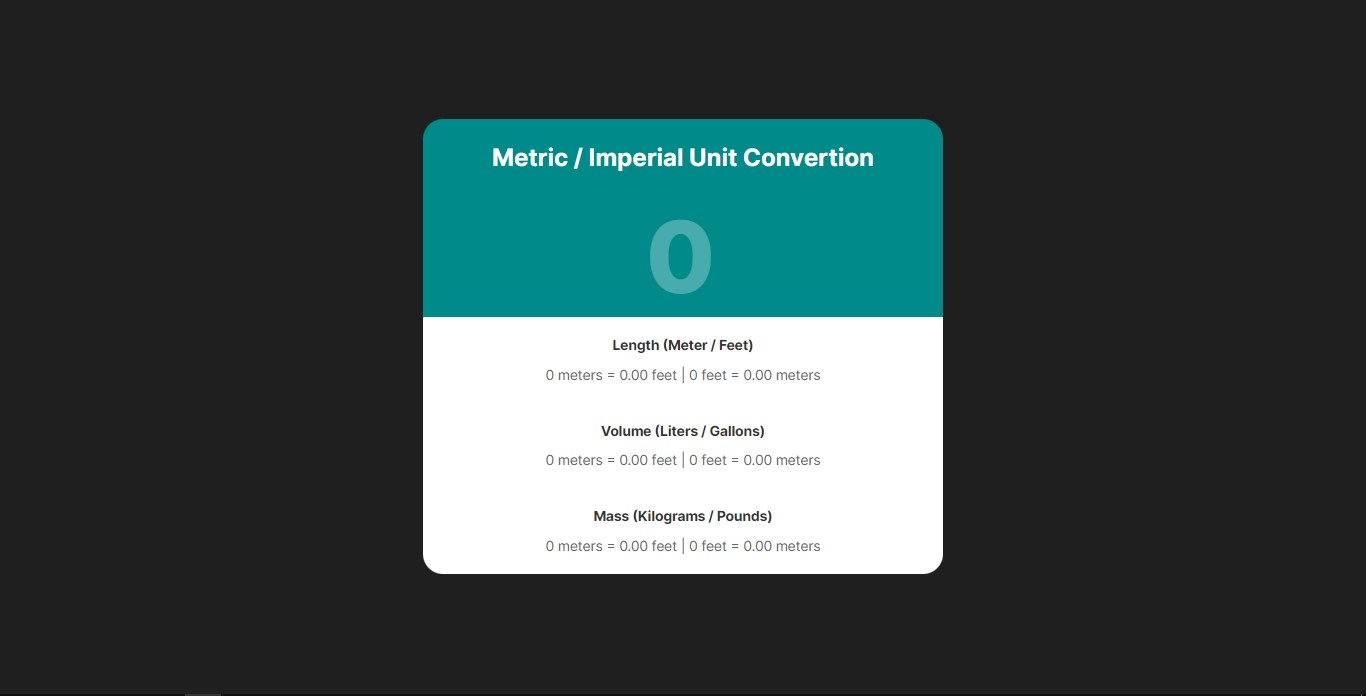 Metric / Imperial Unit Convertion
0
Length (Meter / Feet)
0 meters = 0.00 feet | 0 feet = 0.00 meters
Volume (Liters / Gallons)
0 meters = 0.00 feet | 0 feet = 0.00 meters
Mass (Kilograms / Pounds)
0 meters = 0.00 feet | 0 feet = 0.00 meters